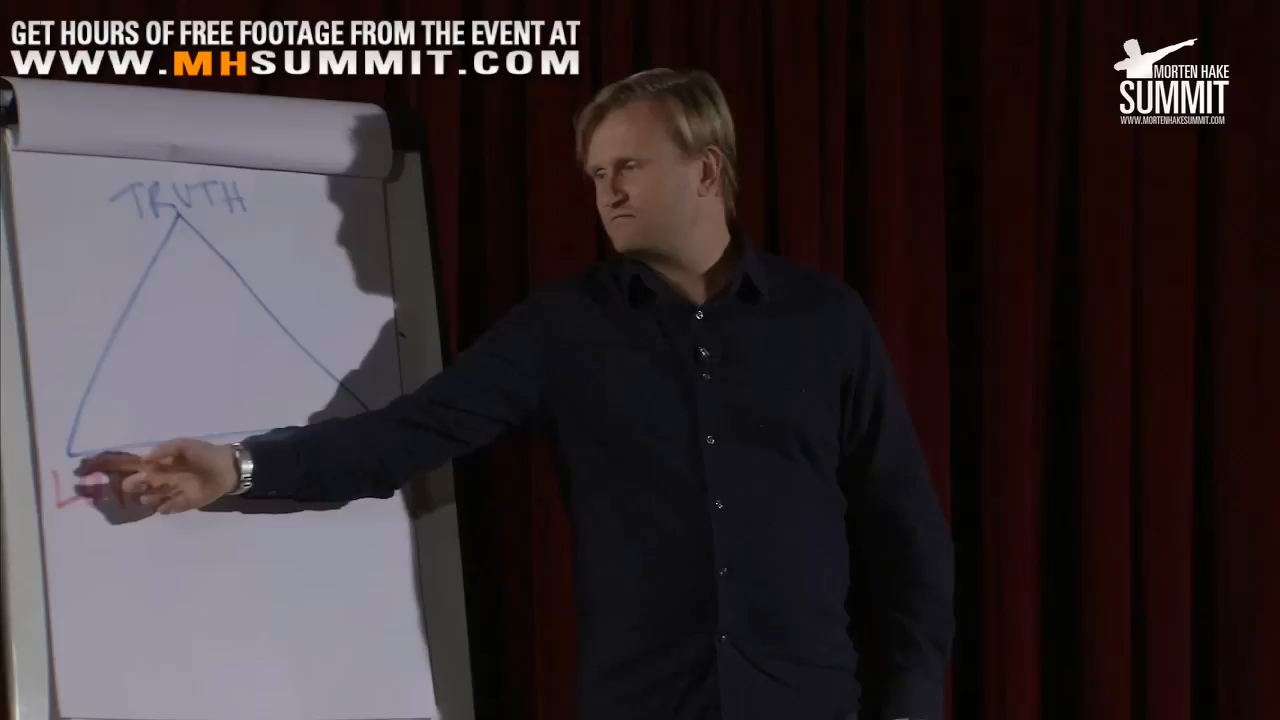 GET HOURS OF FREE FOOTAGE FROM THE EVENT AT
WWW.MHSUMMIT.COM
MORTEN HAKE
SUMMIT
WWW.MORTENHAKESUMMIT.COM
TRUTH